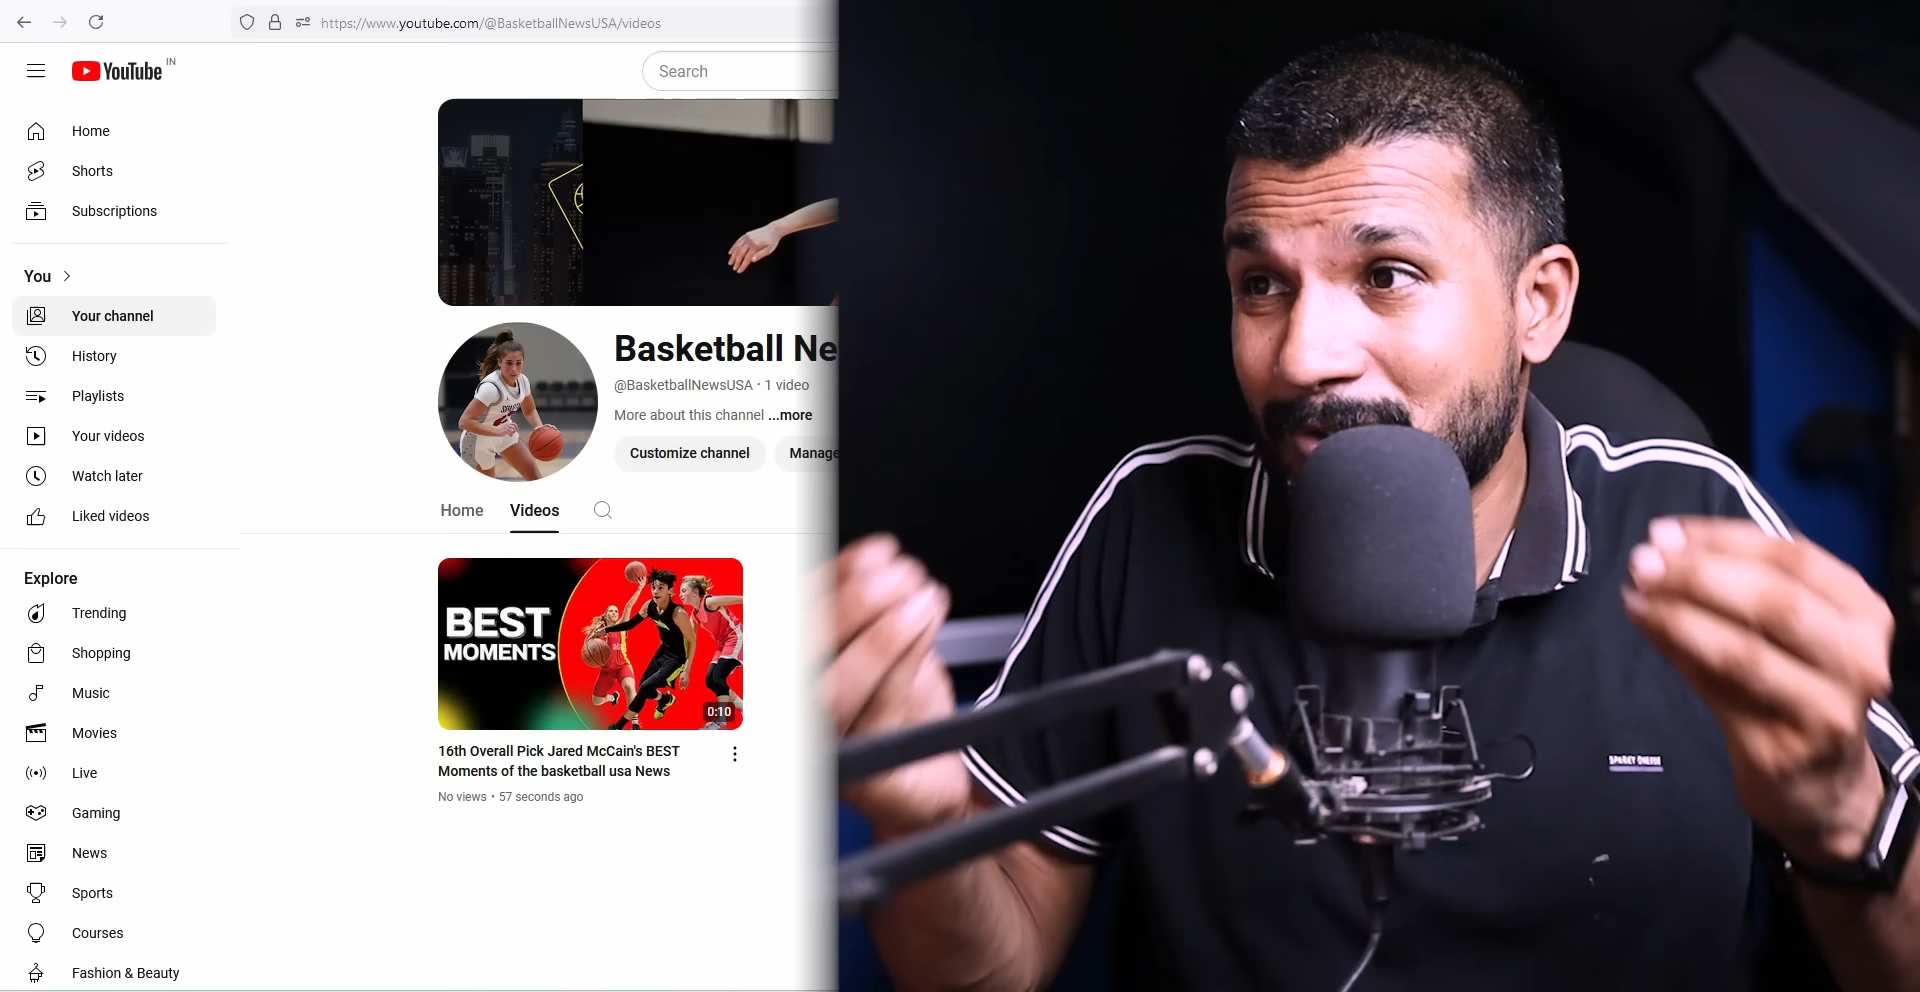 https://www.youtube.com/@BasketballNewsUSA/videos
YouTube IN
Search
Home
Shorts
Subscriptions
You
Your channel
History
Playlists
Your videos
Watch later
Liked videos
Explore
Trending
Shopping
Music
Movies
Live
Gaming
News
Sports
Courses
Fashion & Beauty
Basketball Ne
@BasketballNewsUSA · 1 video
More about this channel ...more
Customize channel
Manage
Home
Videos
BEST
MOMENTS
0:10
16th Overall Pick Jared McCain's BEST
Moments of the basketball usa News
No views • 57 seconds ago